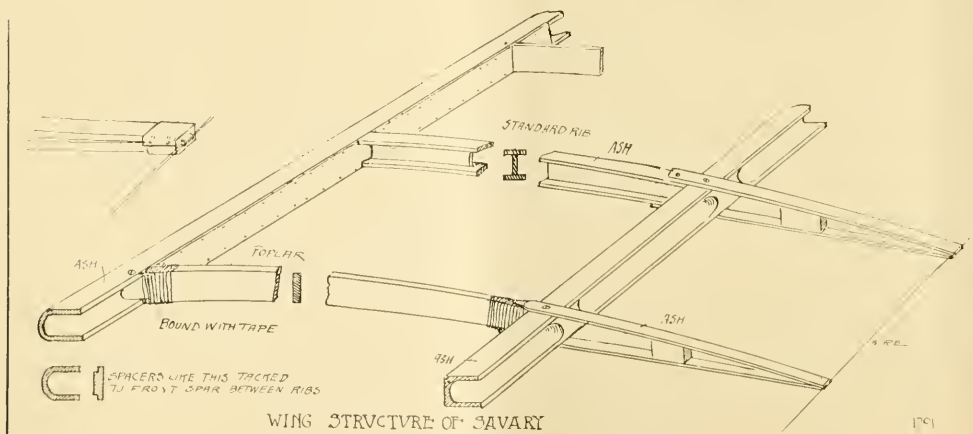 STANDARD RIB
ASH
ASH
POPLAR
BOUND WITH TAPE
ASH
ASH
SPACERS LIKE THIS TACKED
TO FRONT SPAR BETWEEN RIBS
WING STRUCTURE OF SAVARY